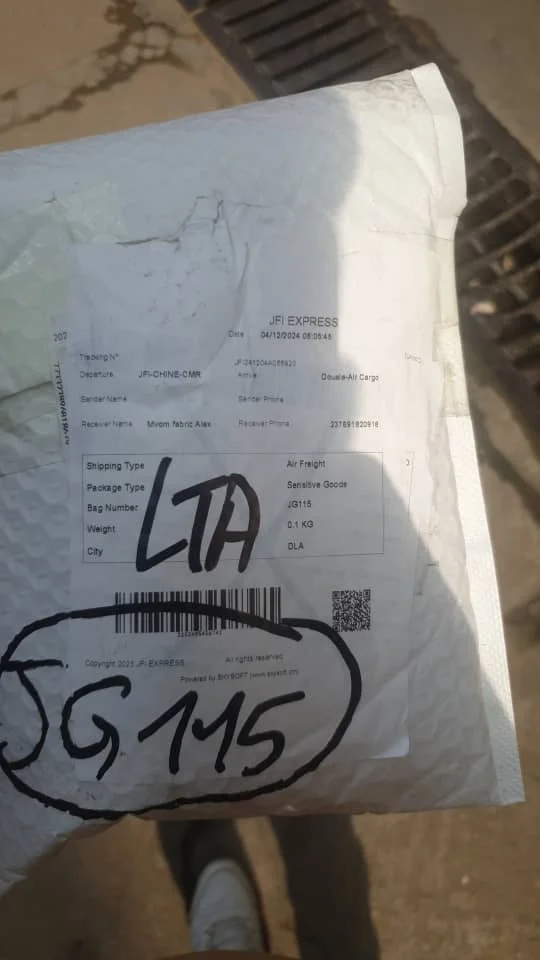 JFI EXPRESS
202
Date 04/12/2024 08:05:45
Tracking N°
Departure JFI-CHINE-CMR Arrival Douala-Air Cargo
Sender Name Sender Phone
Receiver Name Mvom fabric Alex Receiver Phone 237691820916
Shipping Type Air Freight
Package Type Sensitive Goods
Bag Number JG115
Weight 0.1 KG
City DLA
LTA
Copyright 2023 JFI EXPRESS All rights reserved
Powered by SKYSOFT
JG115